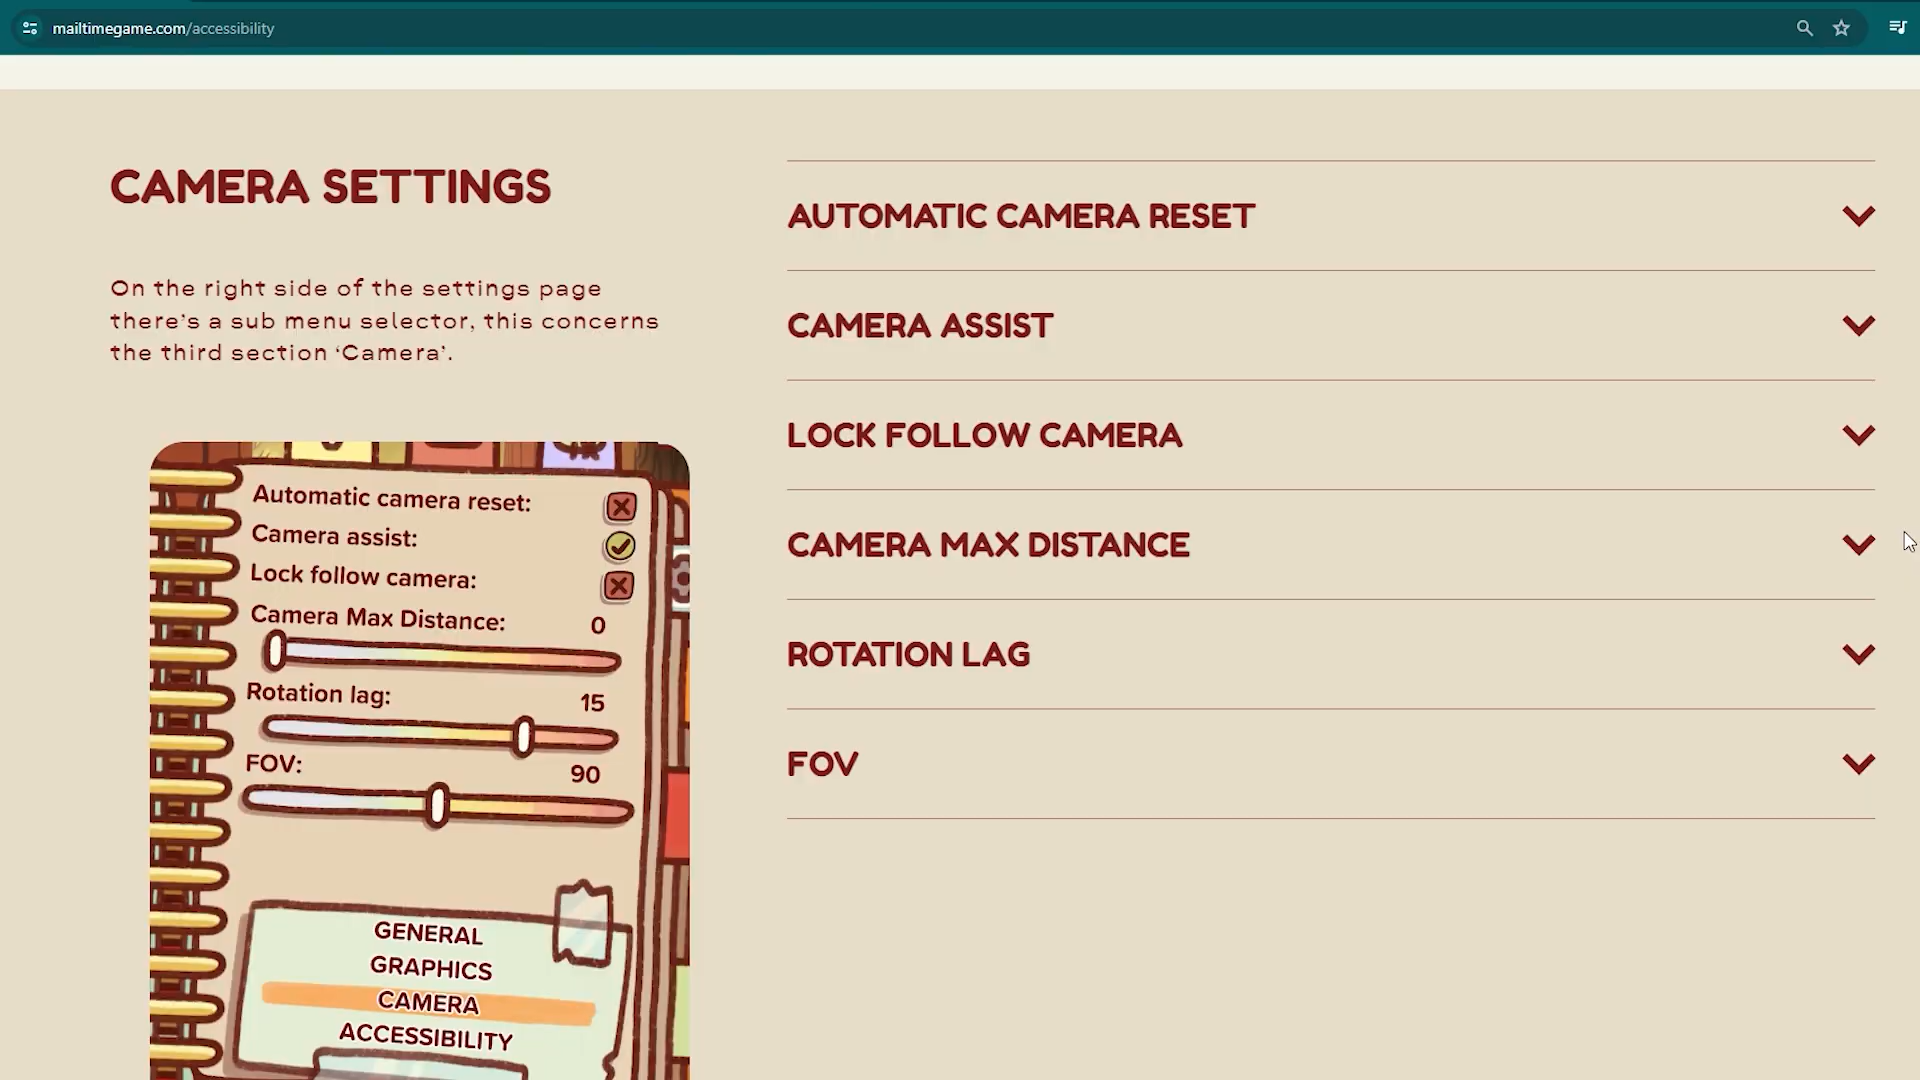 mailtimegame.com/accessibility
CAMERA SETTINGS
On the right side of the settings page
there's a sub menu selector, this concerns
the third section ‘Camera’.
Automatic camera reset:
Camera assist:
Lock follow camera:
Camera Max Distance: 0
Rotation lag: 15
FOV: 90
GENERAL
GRAPHICS
CAMERA
ACCESSIBILITY
AUTOMATIC CAMERA RESET
CAMERA ASSIST
LOCK FOLLOW CAMERA
CAMERA MAX DISTANCE
ROTATION LAG
FOV